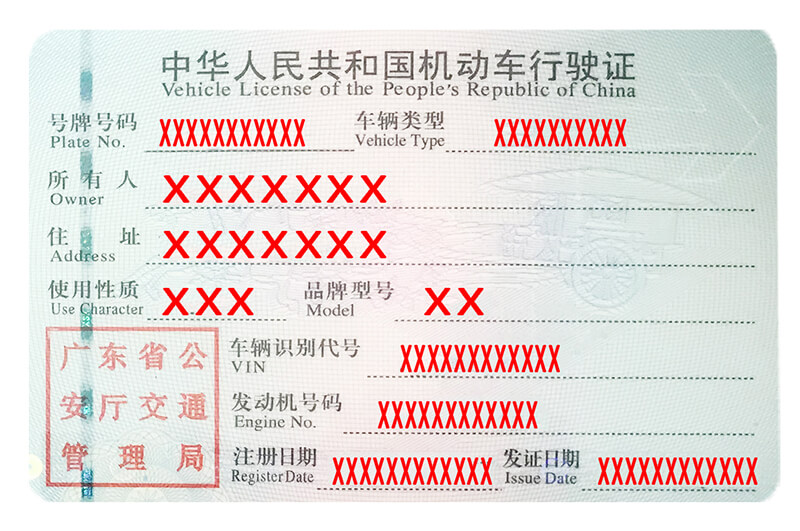 中华人民共和国机动车行驶证
Vehicle License of the People's Republic of China
号牌号码 XXXXXXXXXXX 车辆类型 XXXXXXXXXX
Plate No. Vehicle Type
所有人 XXXXXXX
Owner
住址 XXXXXXX
Address
使用性质 XXX 品牌型号 XX
Use Character Model
广东省公
安厅交通
管理局
车辆识别代号 XXXXXXXXXXXX
VIN
发动机号码 XXXXXXXXXXXX
Engine No.
注册日期 XXXXXXXXXXXX 发证日期 XXXXXXXXXXXX
Register Date Issue Date